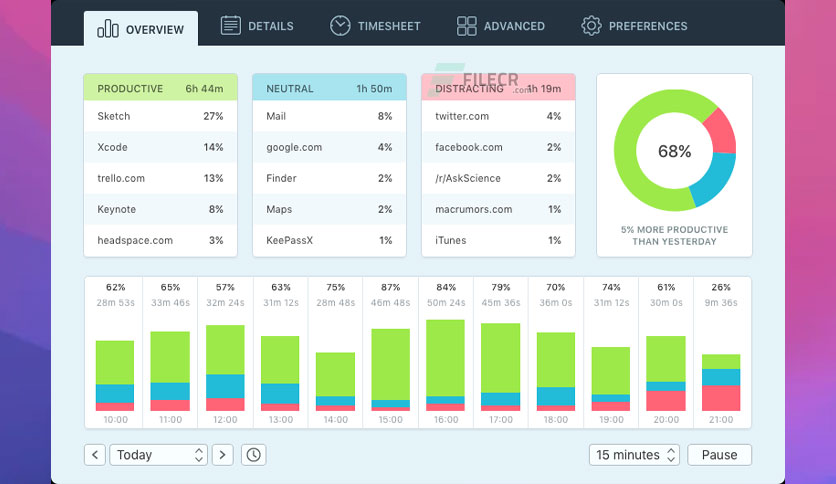 OVERVIEW
DETAILS
TIMESHEET
ADVANCED
PREFERENCES
FILECR
.com
PRODUCTIVE 6h 44m
Sketch 27%
Xcode 14%
trello.com 13%
Keynote 8%
headspace.com 3%
NEUTRAL 1h 50m
Mail 8%
google.com 4%
Finder 2%
Maps 2%
KeePassX 1%
DISTRACTING 1h 19m
twitter.com 4%
facebook.com 2%
/r/AskScience 2%
macrumors.com 1%
iTunes 1%
68%
5% MORE PRODUCTIVE
THAN YESTERDAY
62% 65% 57% 63% 75% 87% 84% 79% 70% 74% 61% 26%
28m 53s 33m 46s 32m 24s 31m 12s 28m 48s 46m 48s 50m 24s 45m 36s 36m 0s 31m 12s 30m 0s 9m 36s
10:00 11:00 12:00 13:00 14:00 15:00 16:00 17:00 18:00 19:00 20:00 21:00
Today
15 minutes
Pause